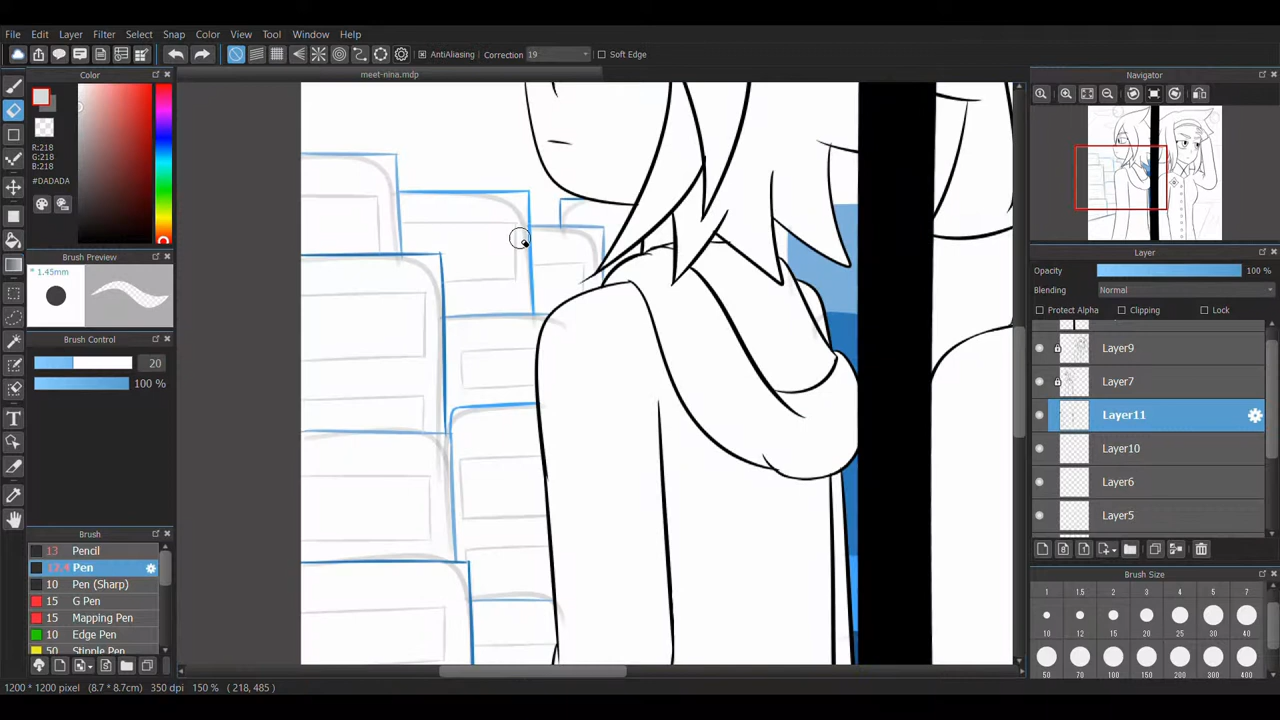 File Edit Layer Filter Select Snap Color View Tool Window Help
AntiAliasing Correction 19 Soft Edge
meet-nina.mdp
Color
R:218
G:218
B:218
#DADADA
Brush Preview
* 1.45mm
Brush Control
20
100 %
Brush
13 Pencil
17.4 Pen
10 Pen (Sharp)
15 G Pen
15 Mapping Pen
10 Edge Pen
50 Stipple Pen
Navigator
Layer
Opacity 100 %
Blending Normal
Protect Alpha Clipping Lock
Layer9
Layer7
Layer11
Layer10
Layer6
Layer5
Brush Size
1 1.5 2 3 4 5 7
10 12 15 20 25 30 40
50 70 100 200 300 400
1200 * 1200 pixel (8.7 * 8.7cm) 350 dpi 150 % ( 218, 485 )